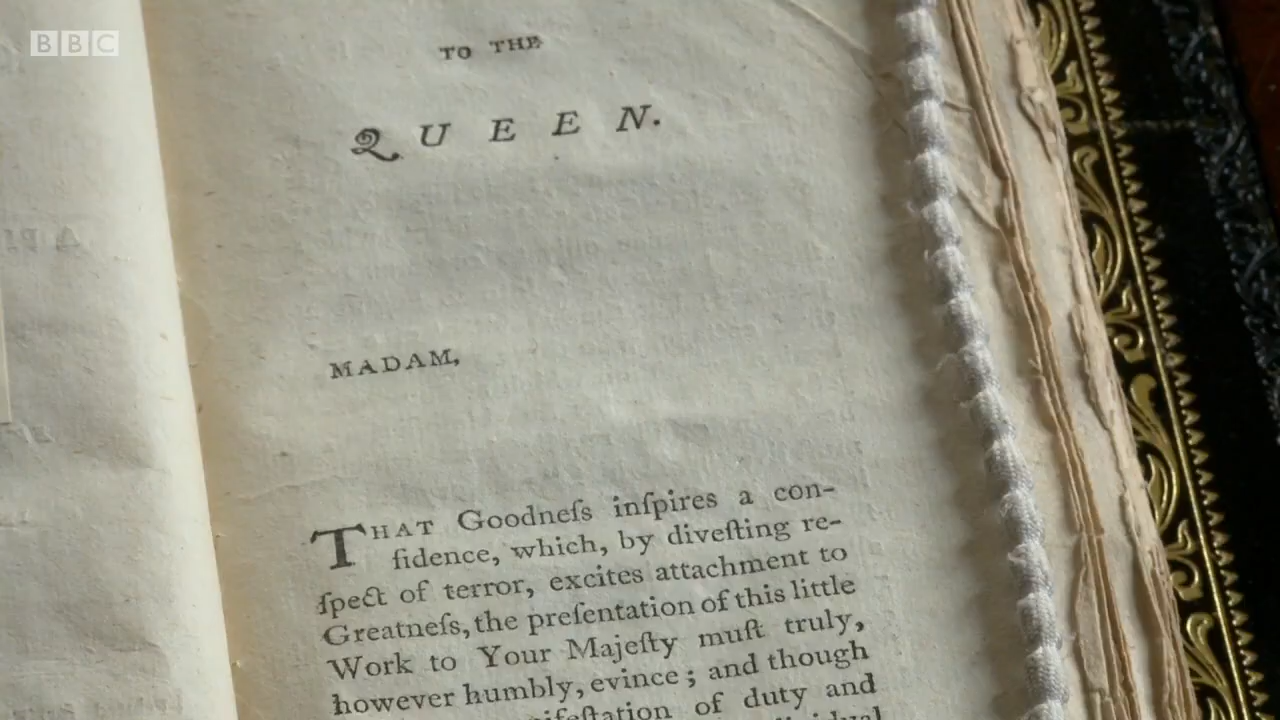 BBC
TO THE
QUEEN.
MADAM,
THAT Goodneſs inſpires a con-
fidence, which, by diveſting re-
ſpect of terror, excites attachment to
Greatneſs, the preſentation of this little
Work to Your Majeſty muſt truly,
however humbly, evince; and though
of duty and